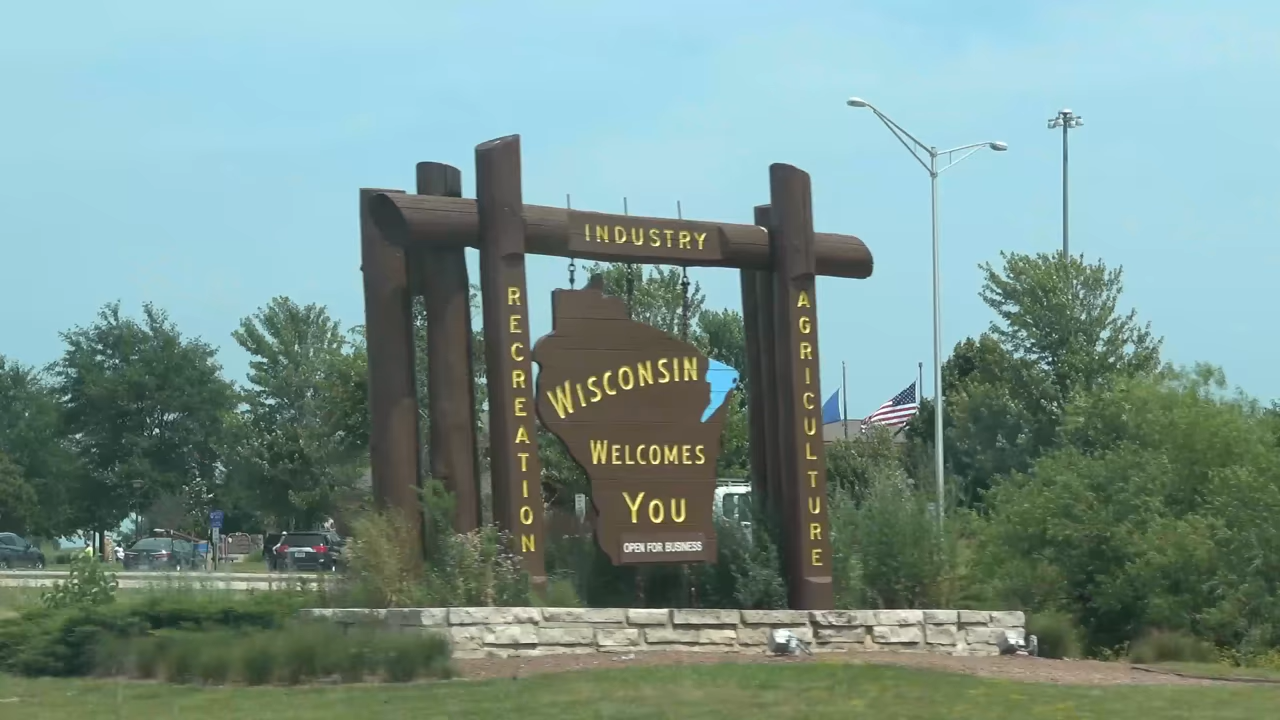 INDUSTRY
RECREATION
WISCONSIN
WELCOMES
YOU
OPEN FOR BUSINESS
AGRICULTURE